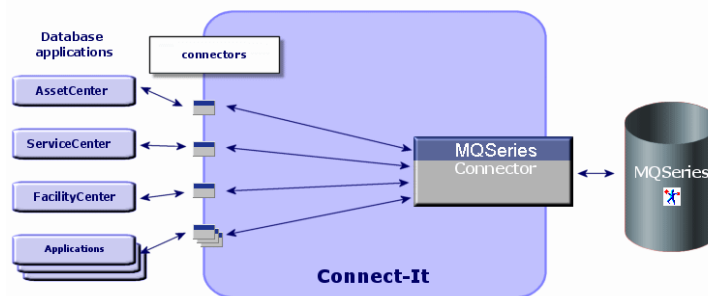 Database
applications
connectors
AssetCenter
ServiceCenter
FacilityCenter
Applications
MQSeries
Connector
MQSeries
Connect-It